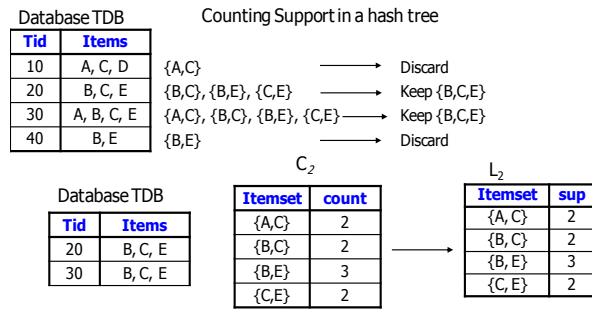 Database TDB
Counting Support in a hash tree
Tid Items
10 A, C, D {A,C} Discard
20 B, C, E {B,C}, {B,E}, {C,E} Keep {B,C,E}
30 A, B, C, E {A,C}, {B,C}, {B,E}, {C,E} Keep {B,C,E}
40 B, E {B,E} Discard
C2
L2
Database TDB
Tid Items
20 B, C, E
30 B, C, E
Itemset count
{A,C} 2
{B,C} 2
{B,E} 3
{C,E} 2
Itemset sup
{A, C} 2
{B, C} 2
{B, E} 3
{C, E} 2